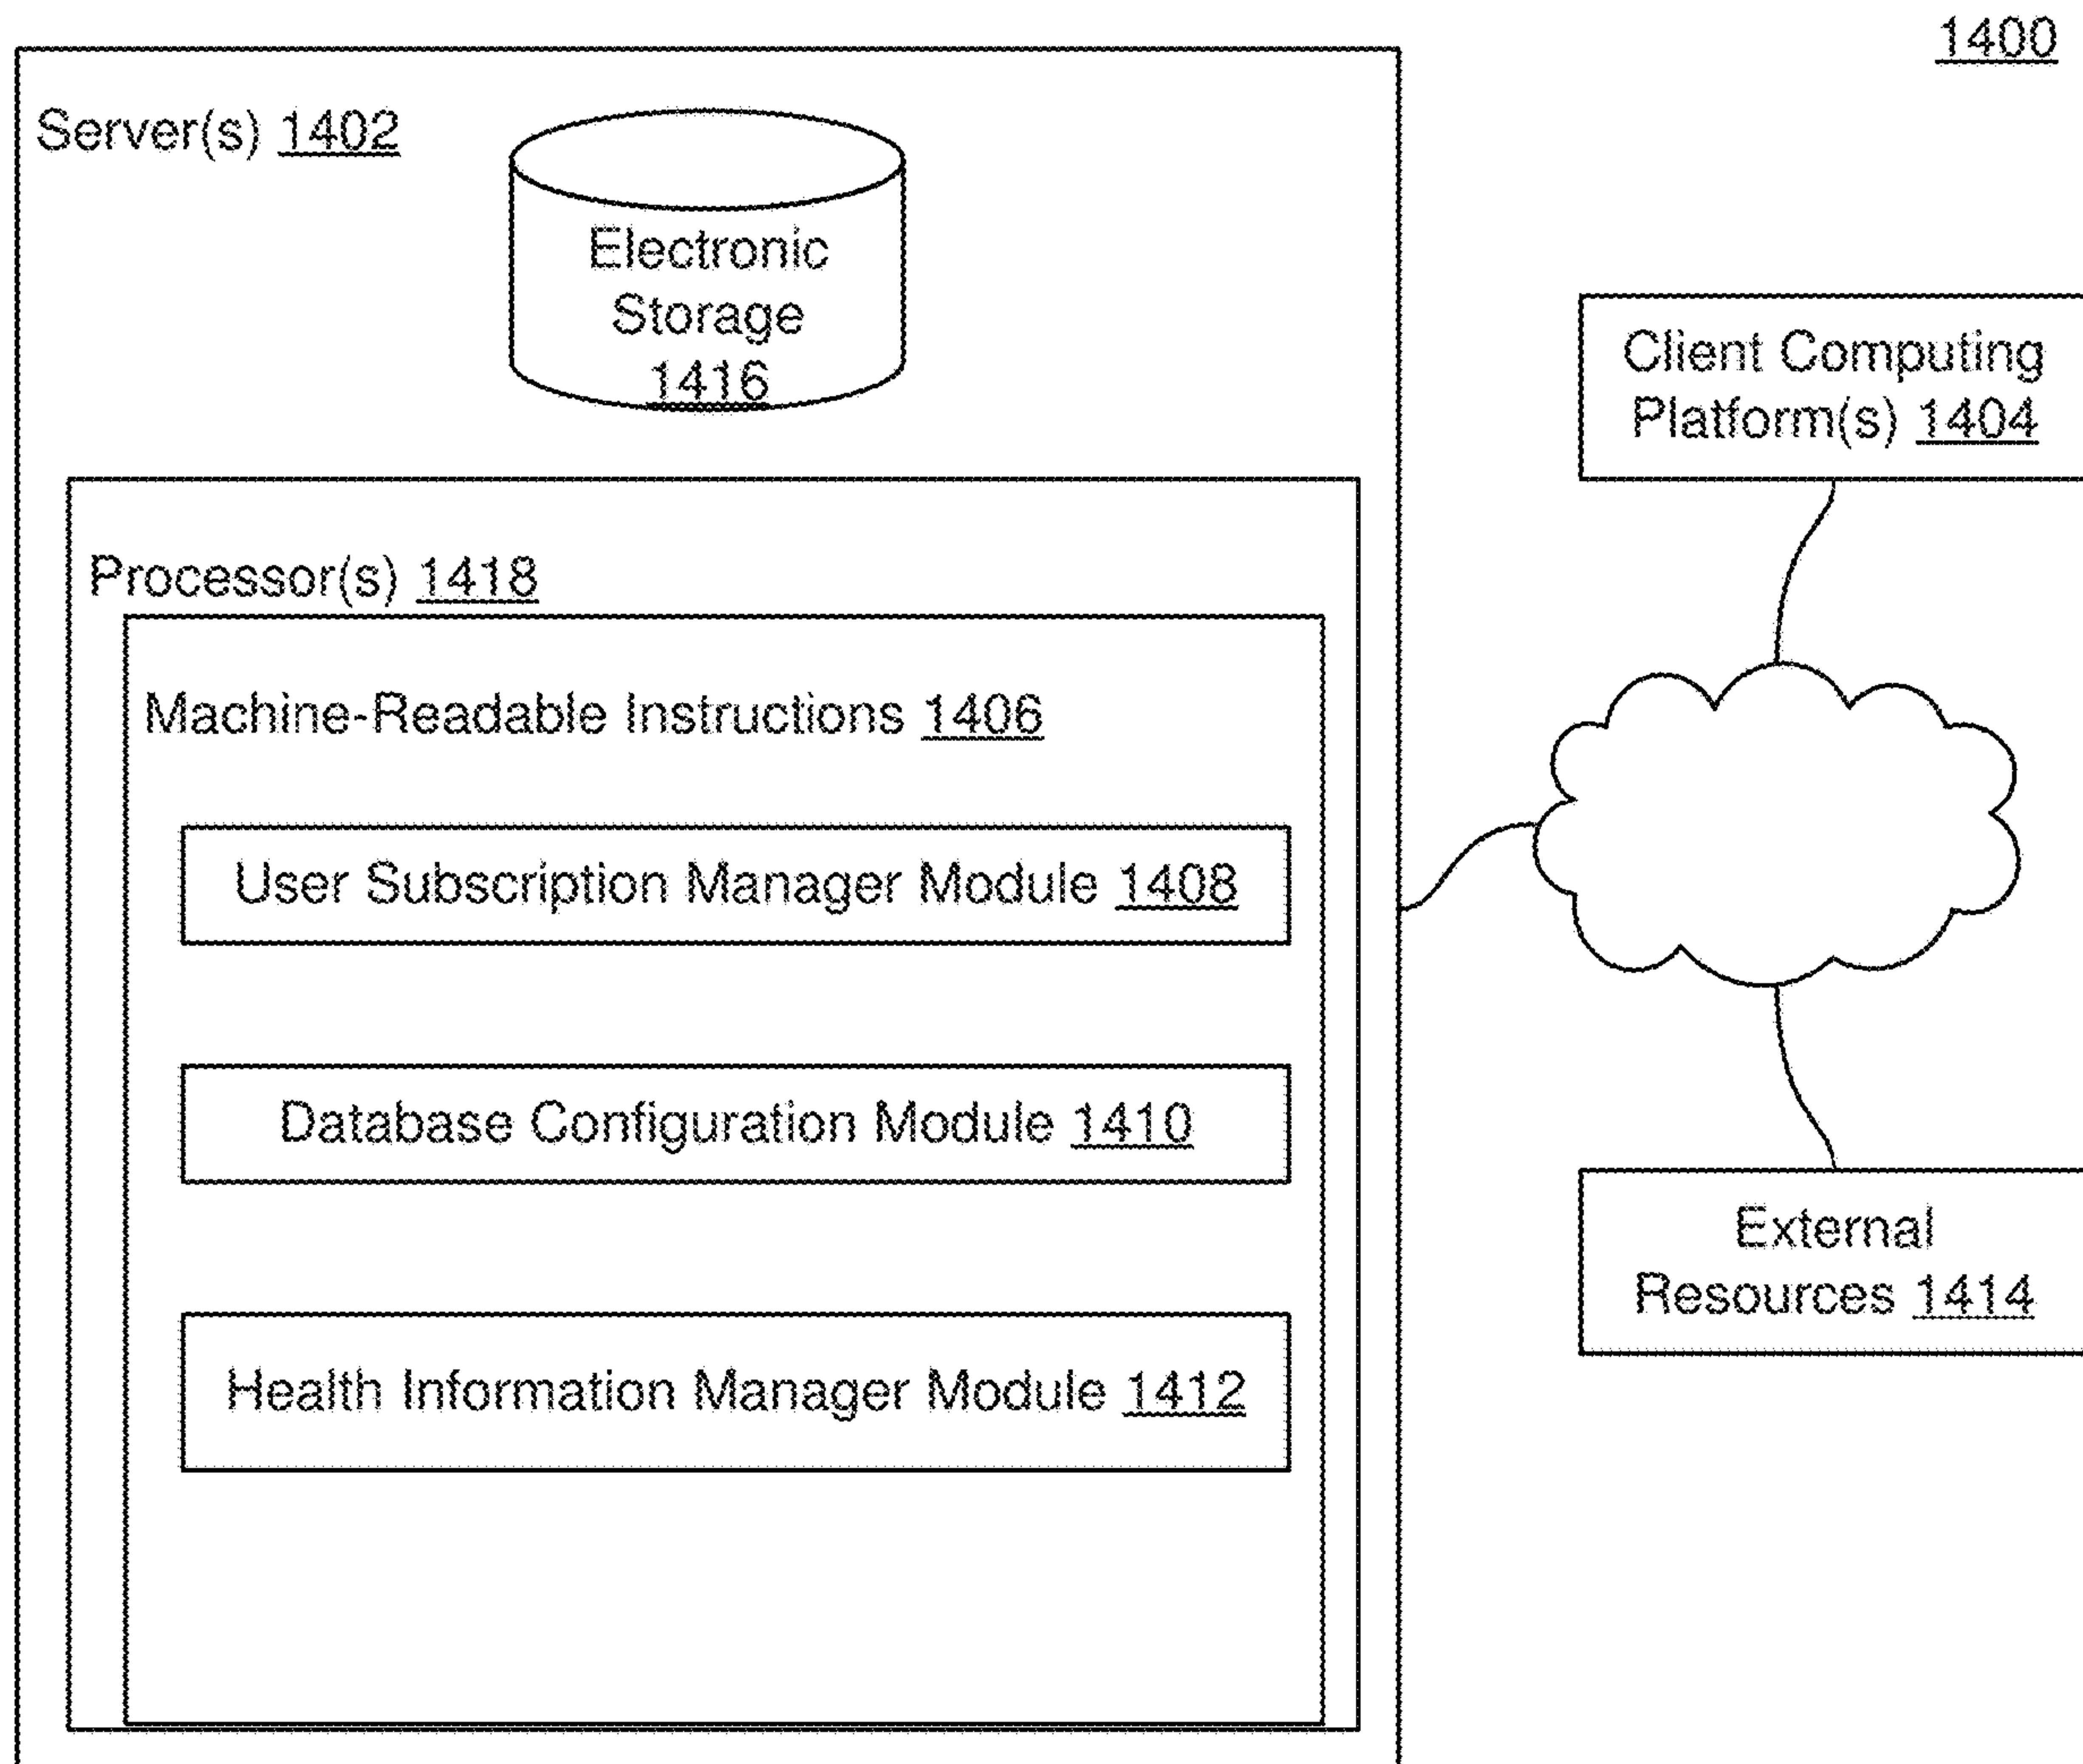 1400
Server(s) 1402
Electronic
Storage
1416
Client Computing
Platform(s) 1404
Processor(s) 1418
Machine-Readable Instructions 1406
User Subscription Manager Module 1408
Database Configuration Module 1410
Health Information Manager Module 1412
External
Resources 1414